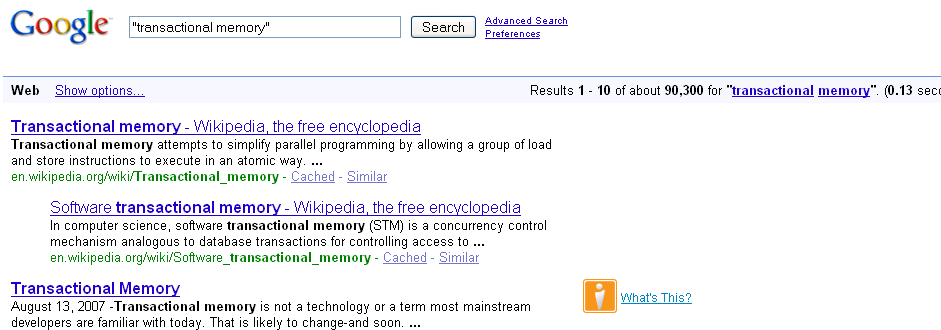 Google "transactional memory" Search Advanced Search
Preferences
Web Show options... Results 1 - 10 of about 90,300 for "transactional memory". (0.13 sec
Transactional memory - Wikipedia, the free encyclopedia
Transactional memory attempts to simplify parallel programming by allowing a group of load
and store instructions to execute in an atomic way. ...
en.wikipedia.org/wiki/Transactional_memory - Cached - Similar
Software transactional memory - Wikipedia, the free encyclopedia
In computer science, software transactional memory (STM) is a concurrency control
mechanism analogous to database transactions for controlling access to ...
en.wikipedia.org/wiki/Software_transactional_memory - Cached - Similar
Transactional Memory
August 13, 2007 -Transactional memory is not a technology or a term most mainstream
developers are familiar with today. That is likely to change-and soon. ...
What's This?